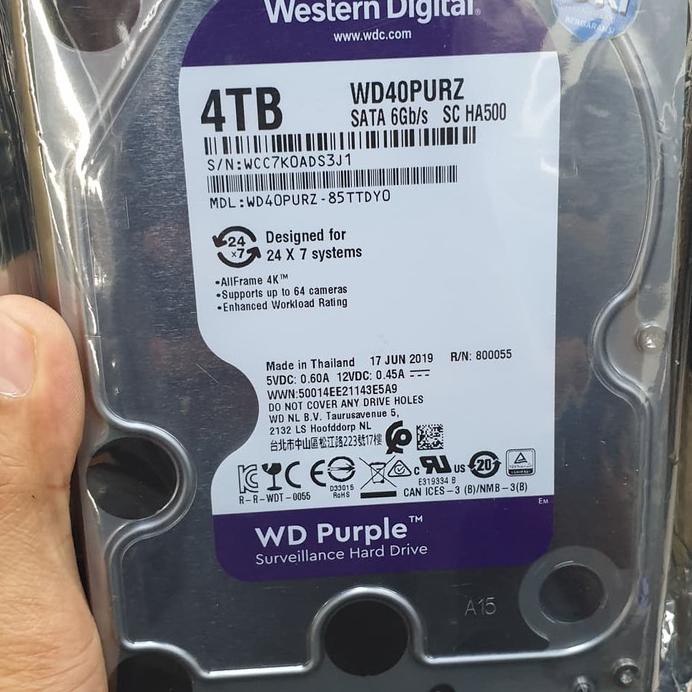 Western Digital®
www.wdc.com
BERGARANSI
4TB
WD40PURZ
SATA 6Gb/s SC HA500
S/N:WCC7K0ADS3J1
MDL:WD40PURZ-85TTDY0
24
x7
Designed for
24 X 7 systems
•AllFrame 4K™
•Supports up to 64 cameras
•Enhanced Workload Rating
Made in Thailand 17 JUN 2019 R/N: 800055
5VDC: 0.60A 12VDC: 0.45A
WWN:50014EE21143E5A9
DO NOT COVER ANY DRIVE HOLES
WD NL B.V. Taurusavenue 5,
2132 LS Hoofddorp NL
台北市中山區松江路223號17樓
R-R-WDT-0055
D33015
RoHS
c UL US
E319334 B
20
CAN ICES-3 (B)/NMB-3(B)
EM
WD Purple™
Surveillance Hard Drive
A15